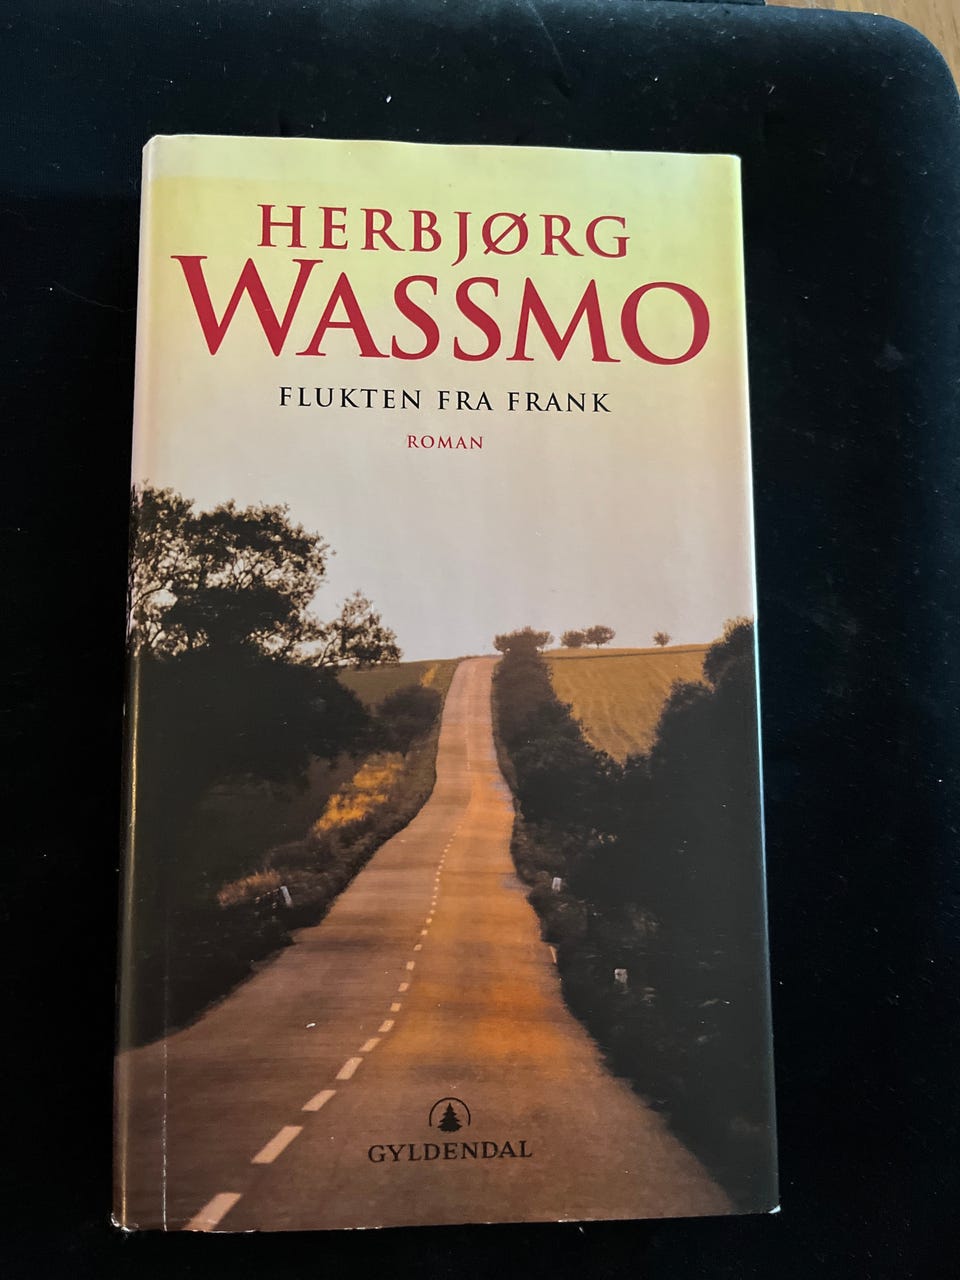 HERBJØRG
WASSMO
FLUKTEN FRA FRANK
ROMAN
GYLDENDAL